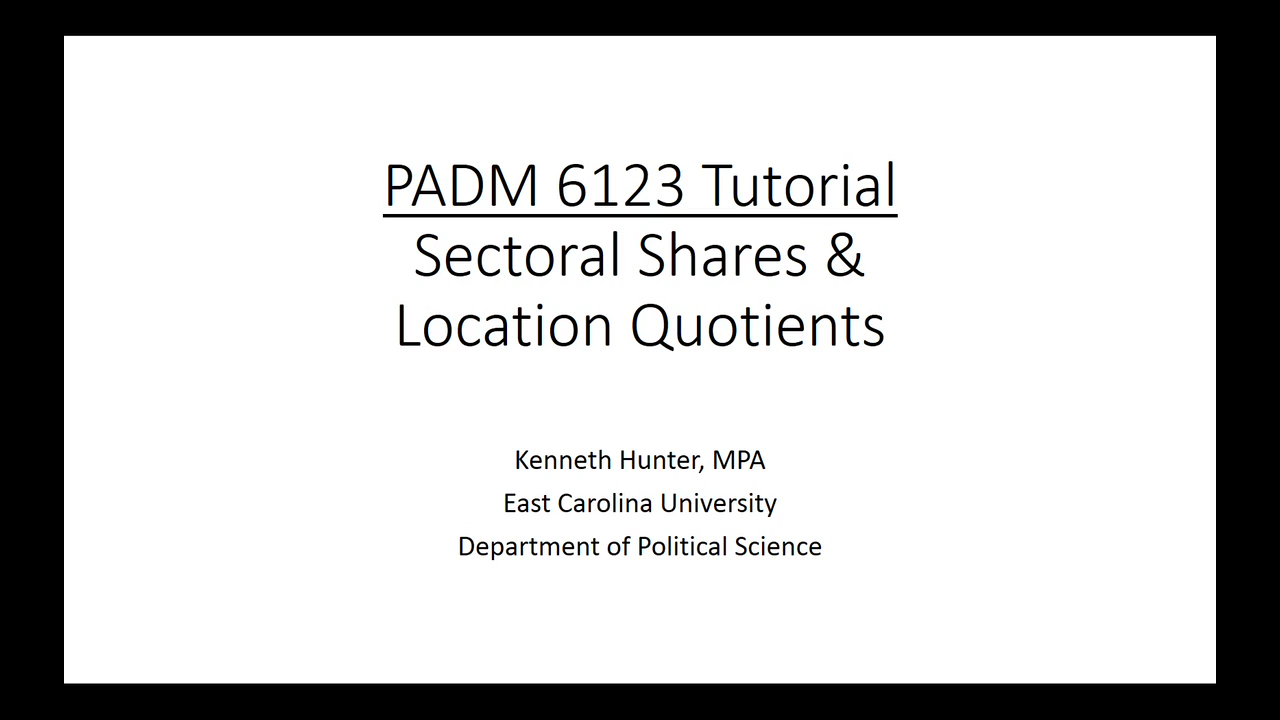 PADM 6123 Tutorial
Sectoral Shares &
Location Quotients
Kenneth Hunter, MPA
East Carolina University
Department of Political Science